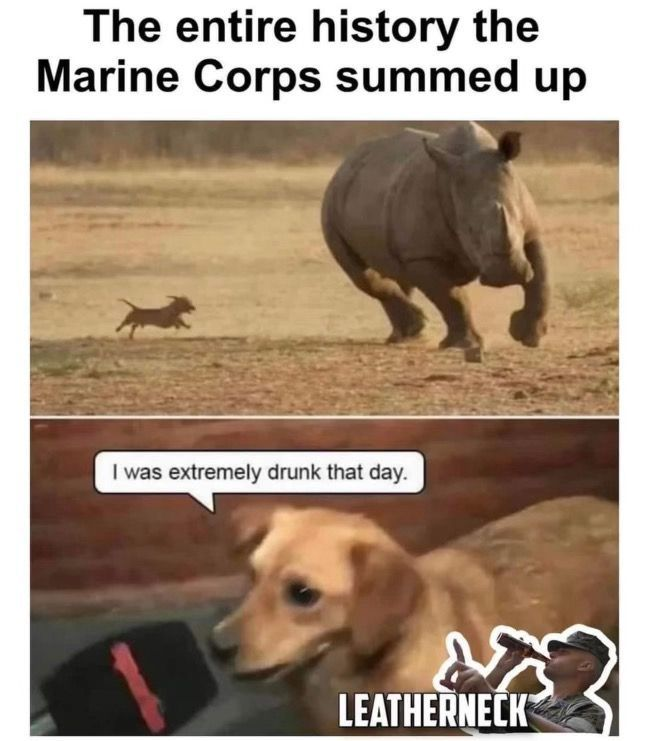 The entire history the
Marine Corps summed up
I was extremely drunk that day.
LEATHERNECK